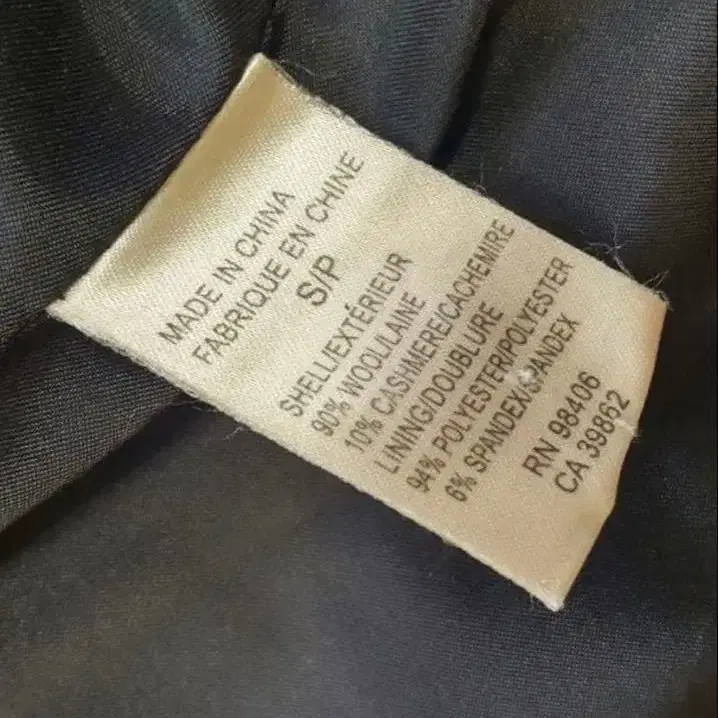 MADE IN CHINA
FABRIQUE EN CHINE
S/P
SHELL/EXTÉRIEUR
90% WOOL/LAINE
10% CASHMERE/CACHEMIRE
LINING/DOUBLURE
94% POLYESTER/POLYESTER
6% SPANDEX/SPANDEX
RN 98406
CA 39862